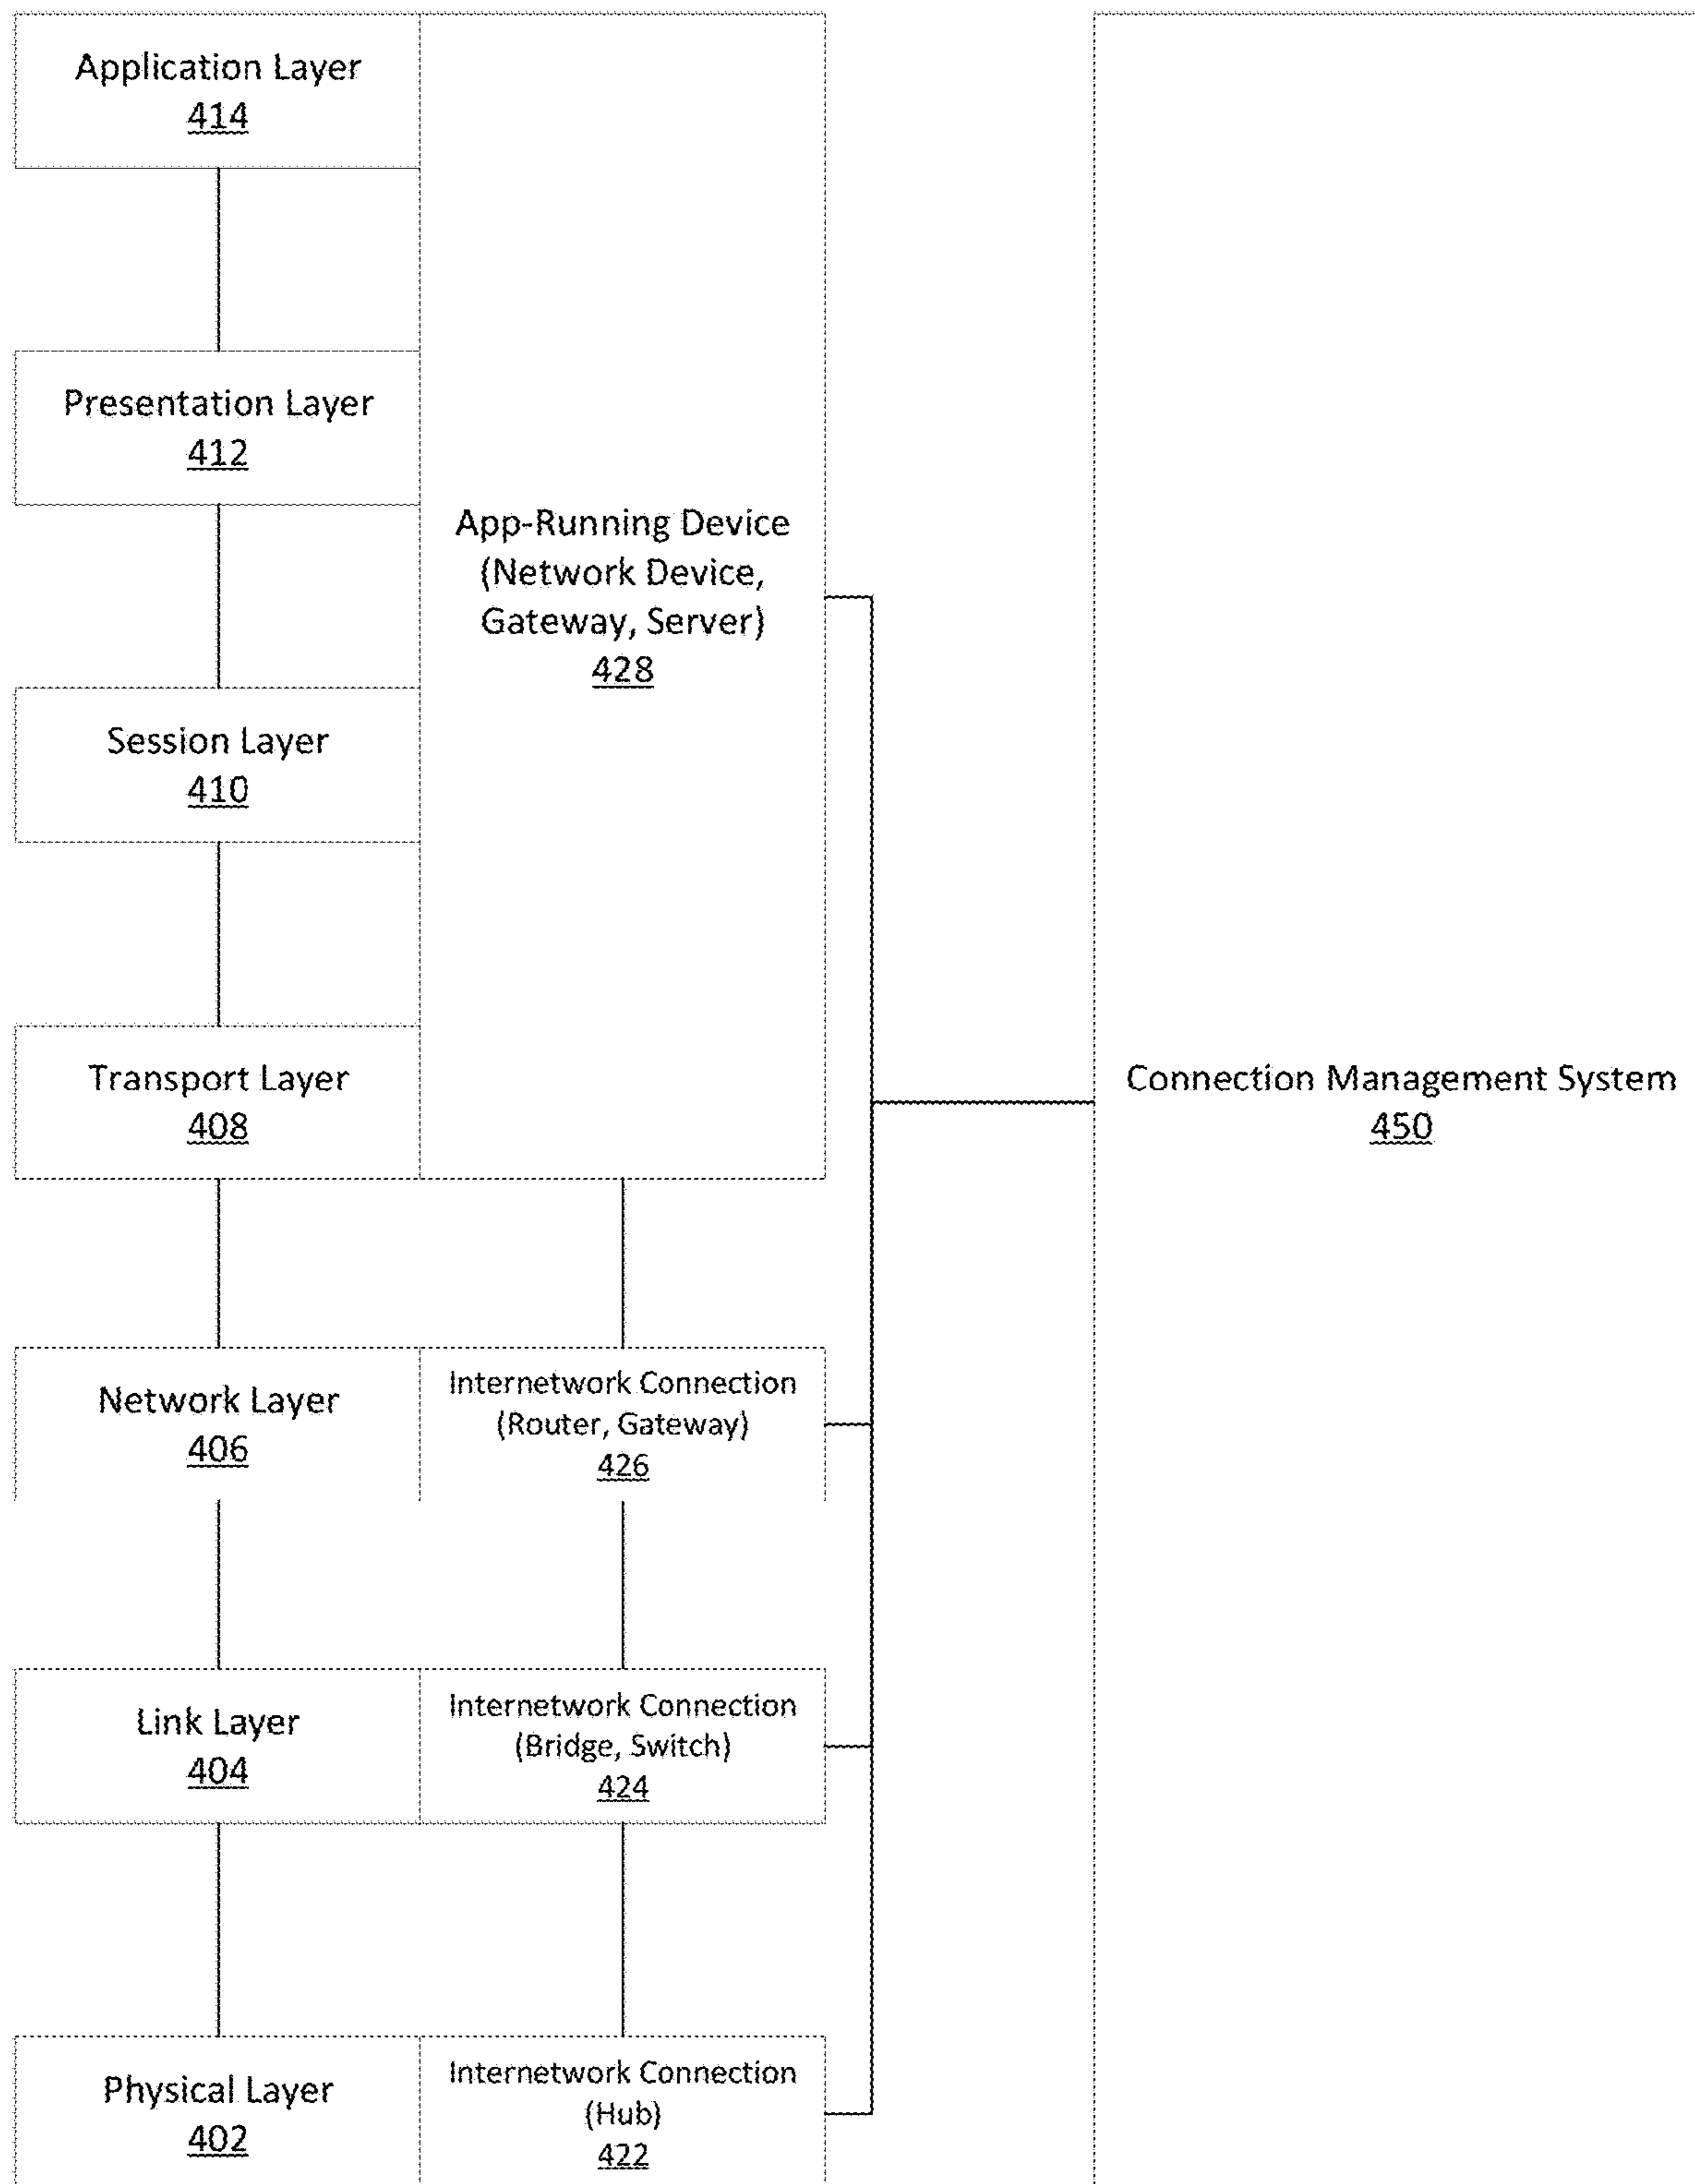 Application Layer
414
Presentation Layer
412
App-Running Device
(Network Device,
Gateway, Server)
428
Session Layer
410
Transport Layer
408
Connection Management System
450
Network Layer
406
Internetwork Connection
(Router, Gateway)
426
Link Layer
404
Internetwork Connection
(Bridge, Switch)
424
Physical Layer
402
Internetwork Connection
(Hub)
422